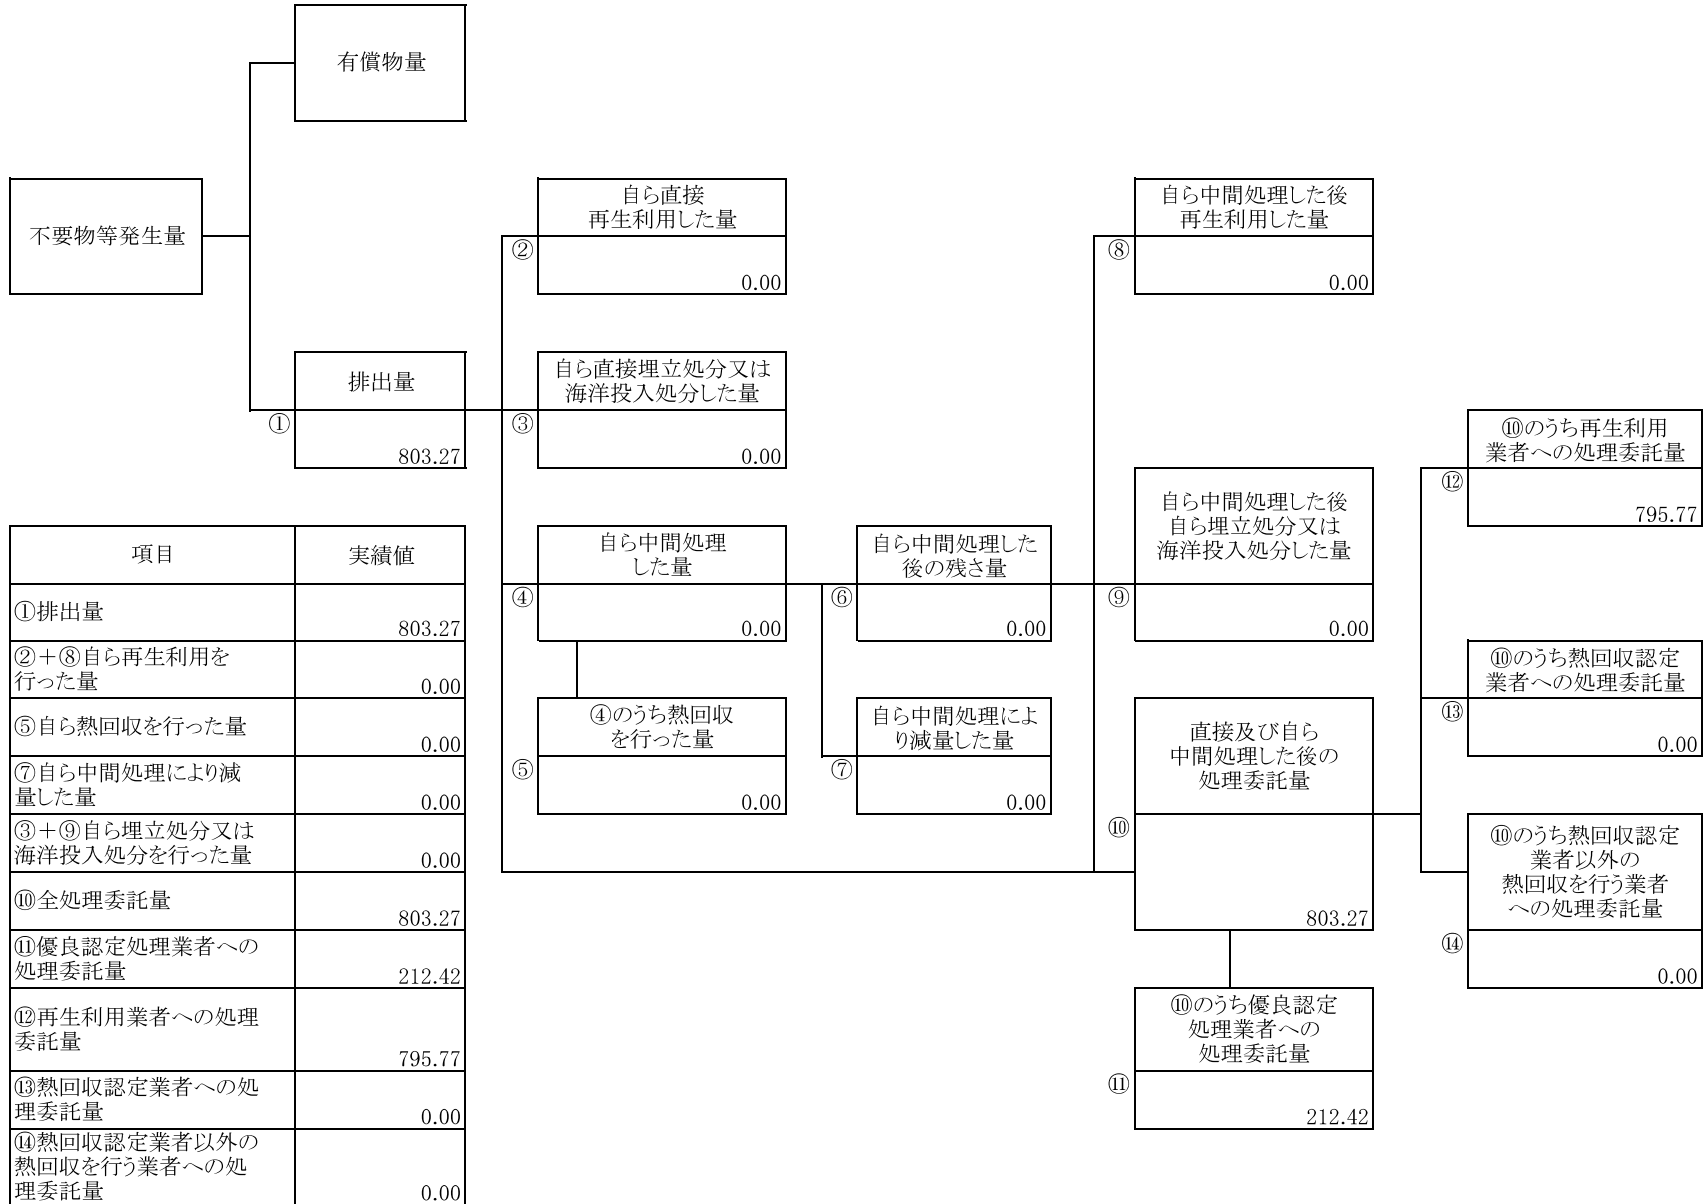 有償物量
不要物等発生量
自ら直接
再生利用した量
②
0.00
自ら中間処理した後
再生利用した量
⑧
0.00
排出量
①
803.27
自ら直接埋立処分又は
海洋投入処分した量
③
0.00
⑩のうち再生利用
業者への処理委託量
⑫
795.77
自ら中間処理
した量
④
0.00
自ら中間処理した
後の残さ量
⑥
0.00
自ら中間処理した後
自ら埋立処分又は
海洋投入処分した量
⑨
0.00
⑩のうち熱回収認定
業者への処理委託量
⑬
0.00
④のうち熱回収
を行った量
⑤
0.00
自ら中間処理によ
り減量した量
⑦
0.00
直接及び自ら
中間処理した後の
処理委託量
⑩
803.27
⑩のうち熱回収認定
業者以外の
熱回収を行う業者
への処理委託量
⑭
0.00
⑩のうち優良認定
処理業者への
処理委託量
⑪
212.42
項目 実績値
①排出量
803.27
②+⑧自ら再生利用を
行った量
0.00
⑤自ら熱回収を行った量
0.00
⑦自ら中間処理により減
量した量
0.00
③+⑨自ら埋立処分又は
海洋投入処分を行った量
0.00
⑩全処理委託量
803.27
⑪優良認定処理業者への
処理委託量
212.42
⑫再生利用業者への処理
委託量
795.77
⑬熱回収認定業者への処
理委託量
0.00
⑭熱回収認定業者以外の
熱回収を行う業者への処
理委託量
0.00